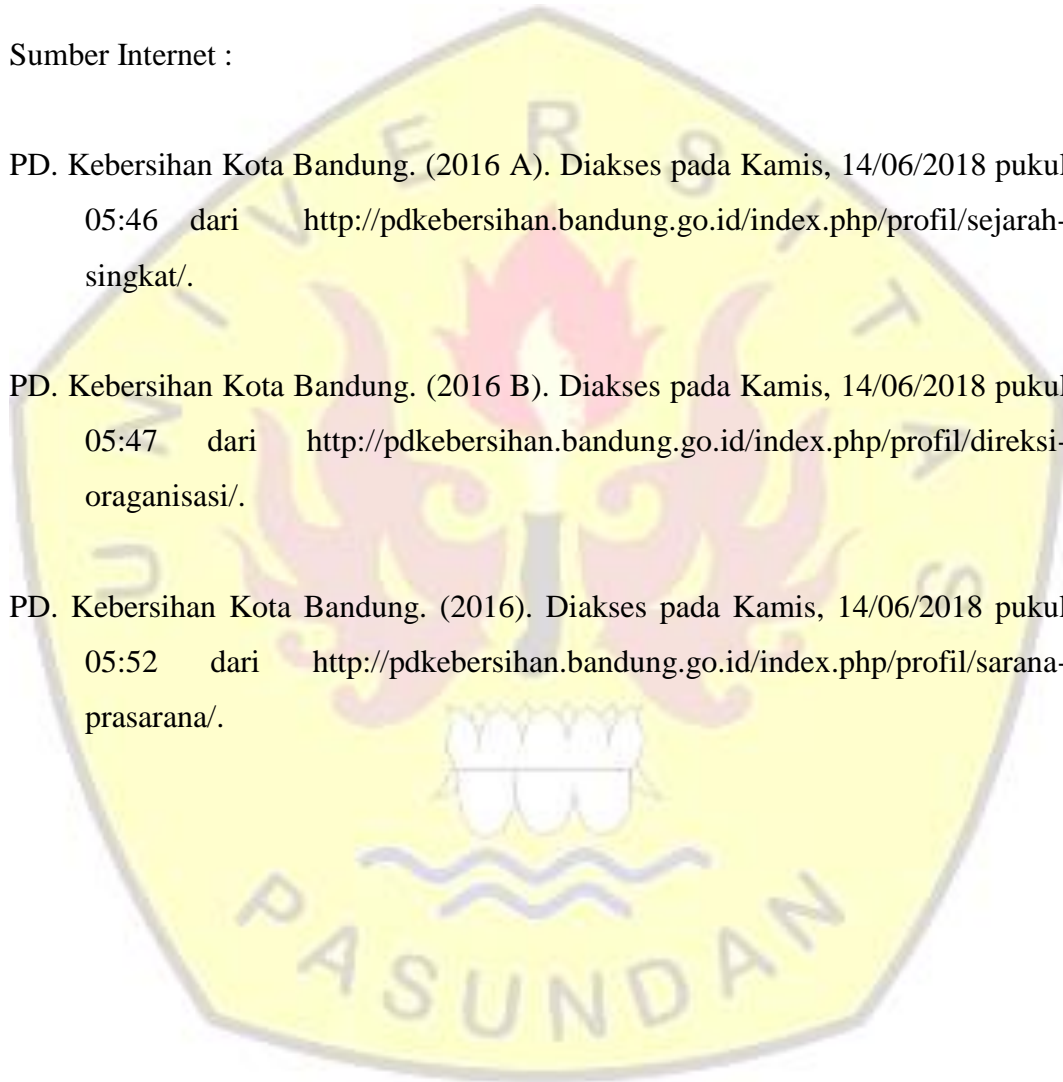 Sumber Internet :
PD. Kebersihan Kota Bandung. (2016 A). Diakses pada Kamis, 14/06/2018 pukul
05:46 dari http://pdkebersihan.bandung.go.id/index.php/profil/sejarah-
singkat/.
PD. Kebersihan Kota Bandung. (2016 B). Diakses pada Kamis, 14/06/2018 pukul
05:47 dari http://pdkebersihan.bandung.go.id/index.php/profil/direksi-
oraganisasi/.
PD. Kebersihan Kota Bandung. (2016). Diakses pada Kamis, 14/06/2018 pukul
05:52 dari http://pdkebersihan.bandung.go.id/index.php/profil/sarana-
prasarana/.
UNIVERSITAS
PASUNDAN